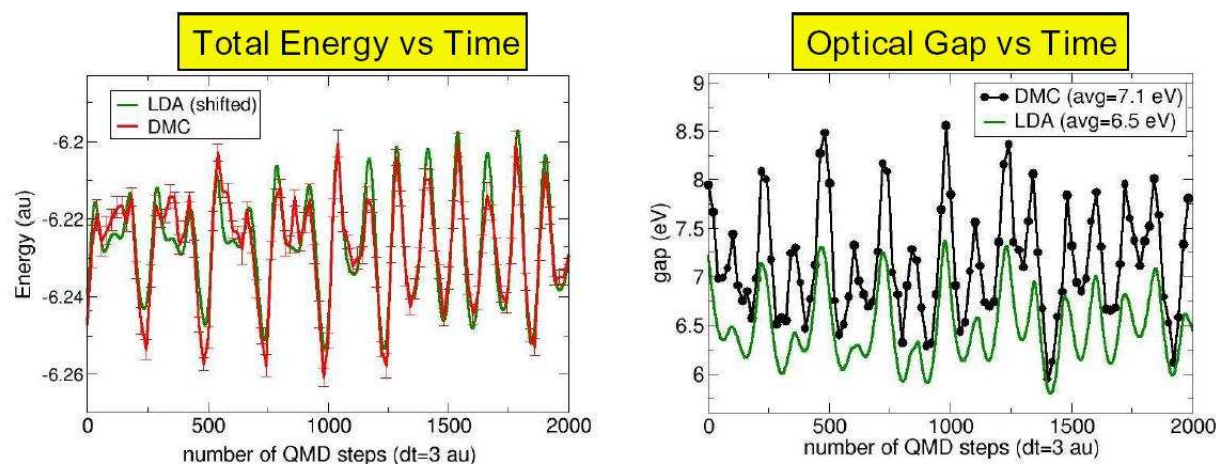 Total Energy vs Time
LDA (shifted)
DMC
-6.2
-6.22
-6.24
-6.26
Energy (au)
0
500
1000
1500
2000
number of QMD steps (dt=3 au)
Optical Gap vs Time
DMC (avg=7.1 eV)
LDA (avg=6.5 eV)
8.5
8
7.5
7
6.5
6
gap (eV)
0
500
1000
1500
2000
number of QMD steps (dt=3 au)